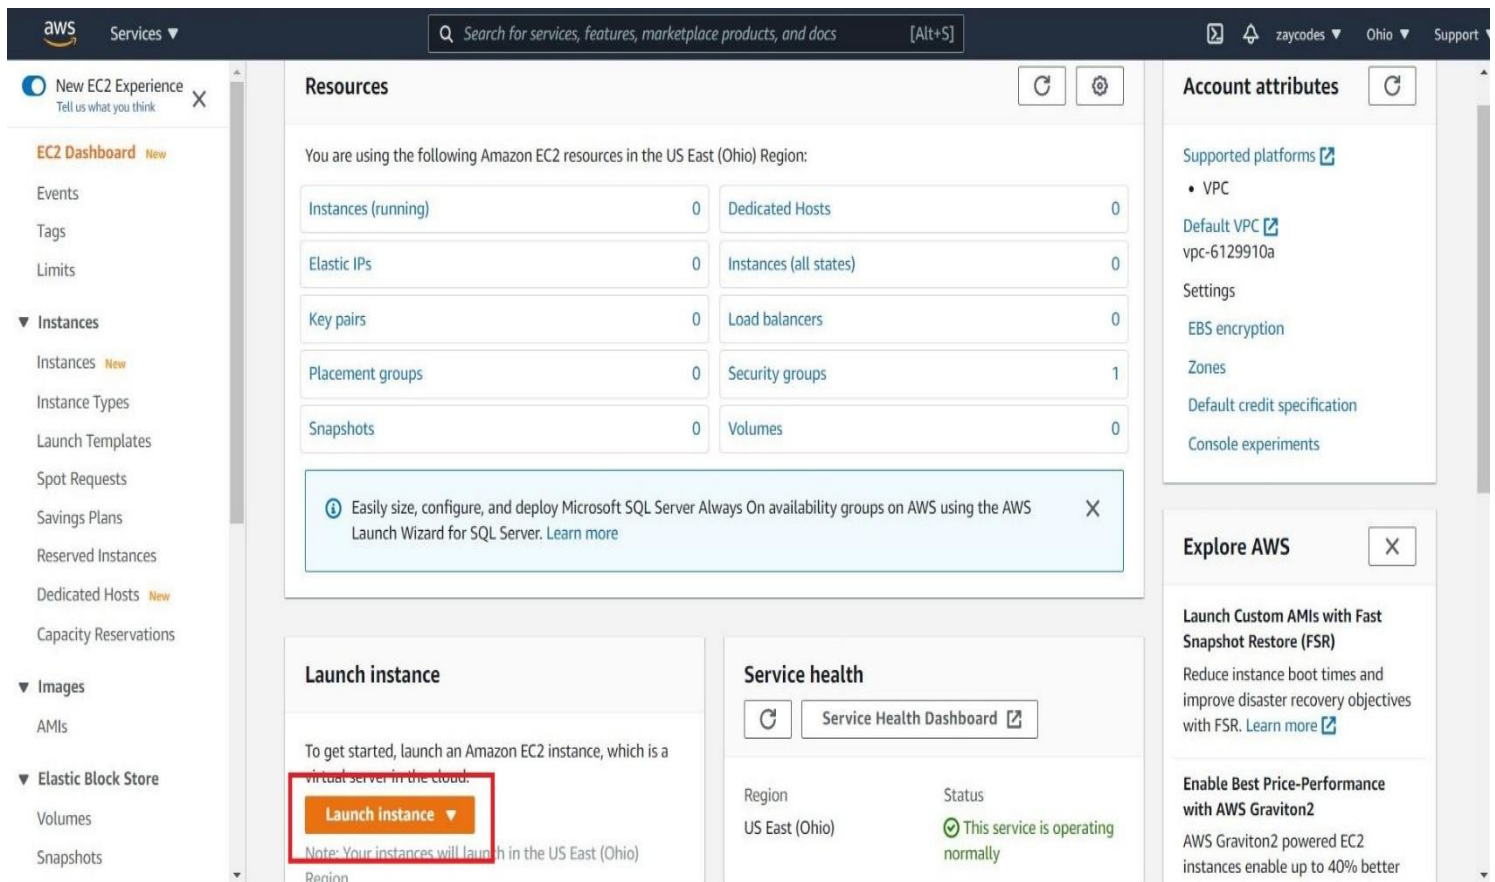 aws
Services ▼
Search for services, features, marketplace products, and docs [Alt+S]
zaycodes ▼
Ohio ▼
Support
New EC2 Experience
Tell us what you think
EC2 Dashboard New
Events
Tags
Limits
▼ Instances
Instances New
Instance Types
Launch Templates
Spot Requests
Savings Plans
Reserved Instances
Dedicated Hosts New
Capacity Reservations
▼ Images
AMIs
▼ Elastic Block Store
Volumes
Snapshots
Resources
You are using the following Amazon EC2 resources in the US East (Ohio) Region:
Instances (running) 0
Dedicated Hosts 0
Elastic IPs 0
Instances (all states) 0
Key pairs 0
Load balancers 0
Placement groups 0
Security groups 1
Snapshots 0
Volumes 0
Easily size, configure, and deploy Microsoft SQL Server Always On availability groups on AWS using the AWS
Launch Wizard for SQL Server. Learn more
Launch instance
To get started, launch an Amazon EC2 instance, which is a
virtual server in the cloud.
Launch instance ▼
Note: Your instances will launch in the US East (Ohio)
Region
Service health
Service Health Dashboard
Region
US East (Ohio)
Status
This service is operating
normally
Account attributes
Supported platforms
• VPC
Default VPC
vpc-6129910a
Settings
EBS encryption
Zones
Default credit specification
Console experiments
Explore AWS
Launch Custom AMIs with Fast
Snapshot Restore (FSR)
Reduce instance boot times and
improve disaster recovery objectives
with FSR. Learn more
Enable Best Price-Performance
with AWS Graviton2
AWS Graviton2 powered EC2
instances enable up to 40% better